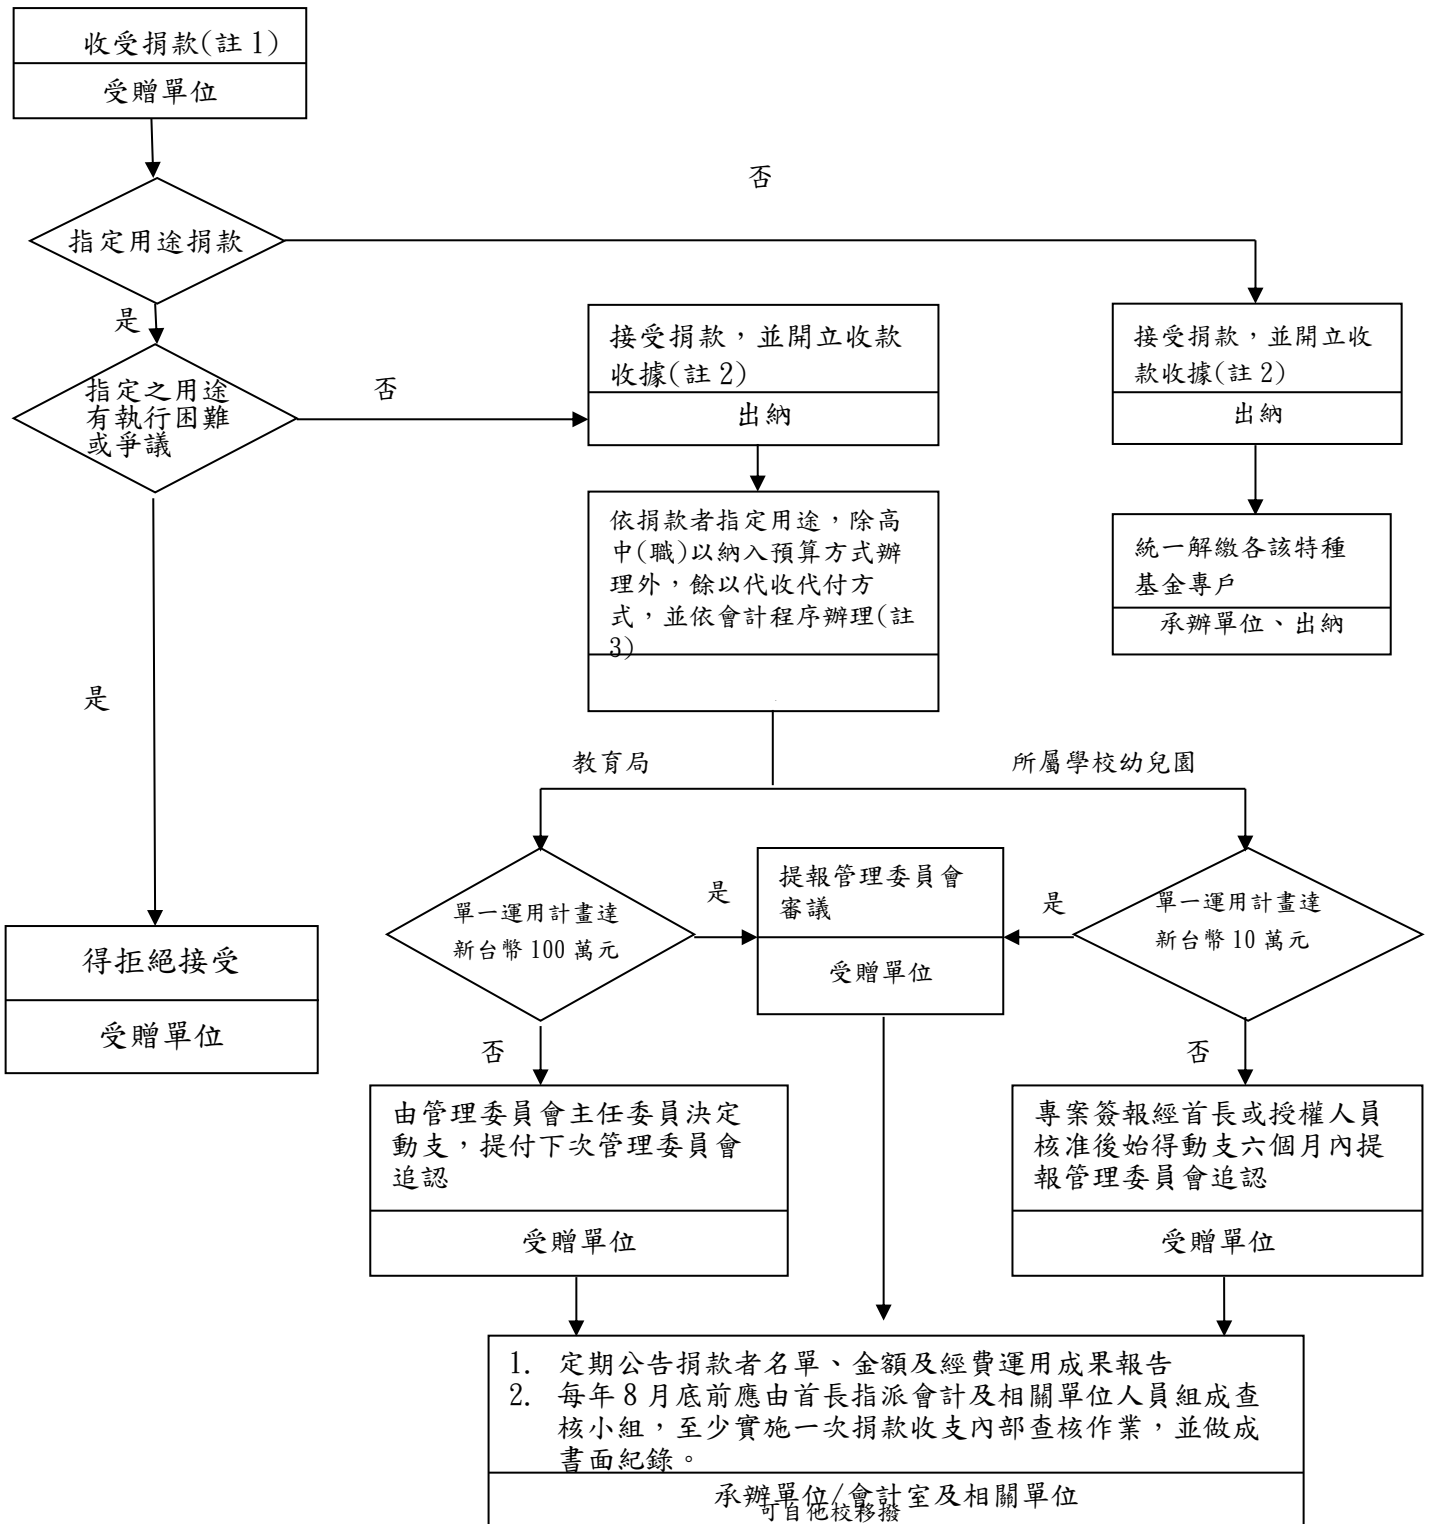 收受捐款(註1)
受贈單位
否
指定用途捐款
是
指定之用途
有執行困難
或爭議
否
接受捐款，並開立收款
收據(註2)
出納
接受捐款，並開立收
款收據(註2)
出納
依捐款者指定用途，除高
中(職)以納入預算方式辦
理外，餘以代收代付方
式，並依會計程序辦理(註
3)
統一解繳各該特種
基金專戶
承辦單位、出納
是
教育局
所屬學校幼兒園
單一運用計畫達
新台幣100萬元
是
提報管理委員會
審議
受贈單位
是
單一運用計畫達
新台幣10萬元
得拒絕接受
受贈單位
否
否
由管理委員會主任委員決定
動支，提付下次管理委員會
追認
受贈單位
專案簽報經首長或授權人員
核准後始得動支六個月內提
報管理委員會追認
受贈單位
1. 定期公告捐款者名單、金額及經費運用成果報告
2. 每年8月底前應由首長指派會計及相關單位人員組成查
核小組，至少實施一次捐款收支內部查核作業，並做成
書面紀錄。
承辦單位/會計室及相關單位
可自他校移撥